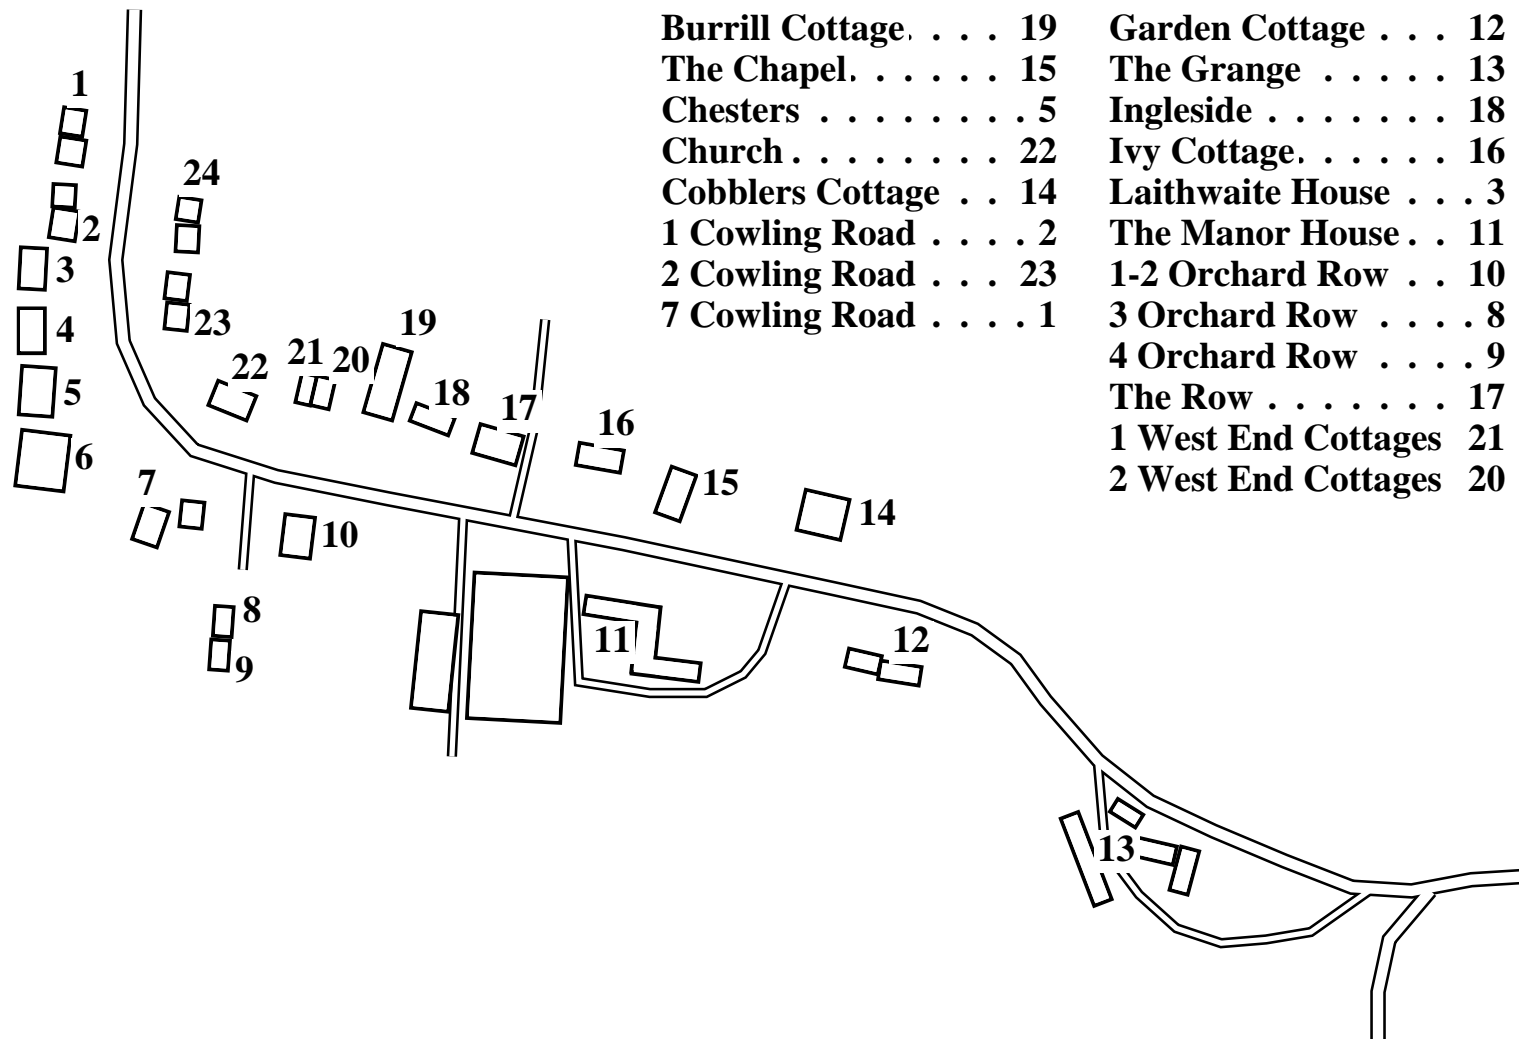 Burrill Cottage. . . . 19
The Chapel. . . . . . 15
Chesters . . . . . . . . . 5
Church . . . . . . . . 22
Cobblers Cottage . . 14
1 Cowling Road . . . . 2
2 Cowling Road . . . 23
7 Cowling Road . . . . 1
Garden Cottage . . . 12
The Grange . . . . . 13
Ingleside . . . . . . . 18
Ivy Cottage. . . . . . 16
Laithwaite House . . . 3
The Manor House . . 11
1-2 Orchard Row . . 10
3 Orchard Row . . . . 8
4 Orchard Row . . . . 9
The Row . . . . . . . 17
1 West End Cottages 21
2 West End Cottages 20
1
24
2
3
23
4
19
21
20
22
5
18
17
16
6
7
15
14
10
8
11
12
9
13